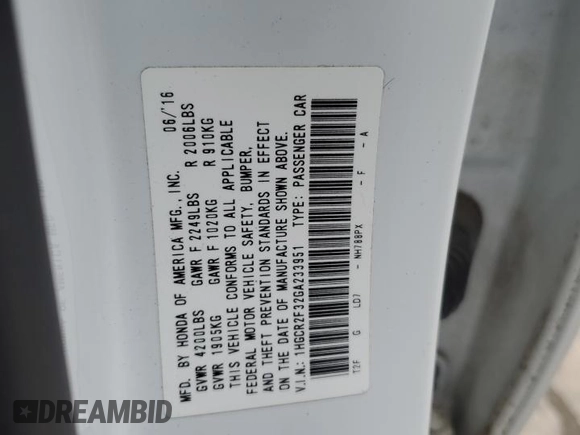 MFD. BY HONDA OF AMERICA MFG., INC. 06/'16
GVWR 4200LBS GAWR F 2249LBS R 2006LBS
GVWR 1905KG GAWR F 1020KG R 910KG
THIS VEHICLE CONFORMS TO ALL APPLICABLE
FEDERAL MOTOR VEHICLE SAFETY, BUMPER,
AND THEFT PREVENTION STANDARDS IN EFFECT
ON THE DATE OF MANUFACTURE SHOWN ABOVE.
V.I.N.: 1HGCR2F32GA233951 TYPE: PASSENGER CAR
T2F G LD7 - NH788PX - F - A
DREAMBID